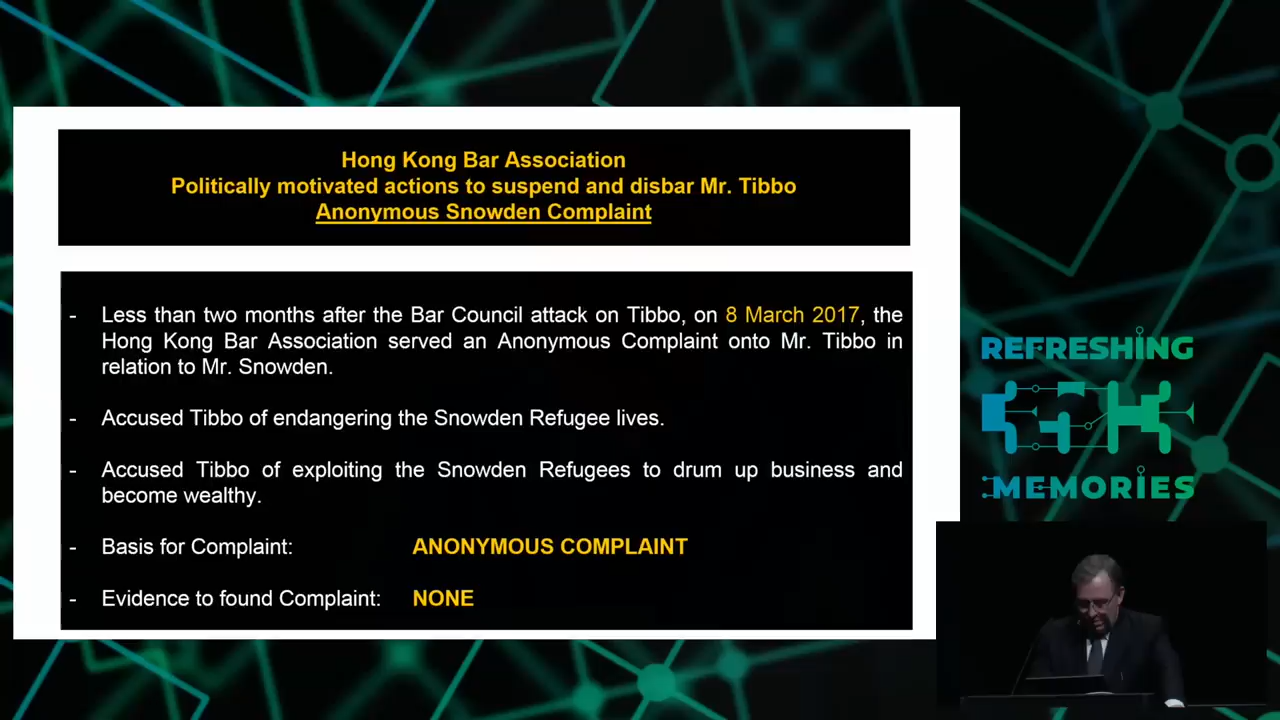 Hong Kong Bar Association
Politically motivated actions to suspend and disbar Mr. Tibbo
Anonymous Snowden Complaint
- Less than two months after the Bar Council attack on Tibbo, on 8 March 2017, the
Hong Kong Bar Association served an Anonymous Complaint onto Mr. Tibbo in
relation to Mr. Snowden.
- Accused Tibbo of endangering the Snowden Refugee lives.
- Accused Tibbo of exploiting the Snowden Refugees to drum up business and
become wealthy.
- Basis for Complaint: ANONYMOUS COMPLAINT
- Evidence to found Complaint: NONE
REFRESHING
:MEMORIES